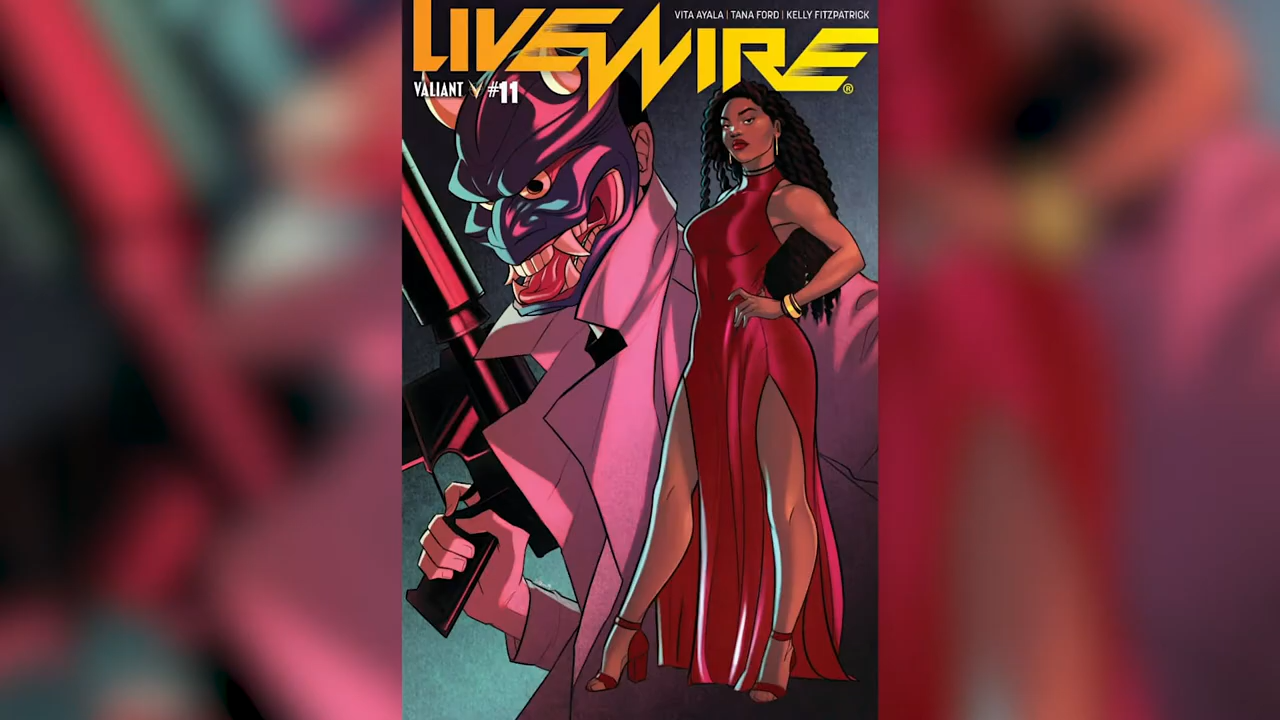 VITA AYALA | TANA FORD | KELLY FITZPATRICK
LIVEWIRE®
VALIANT #11